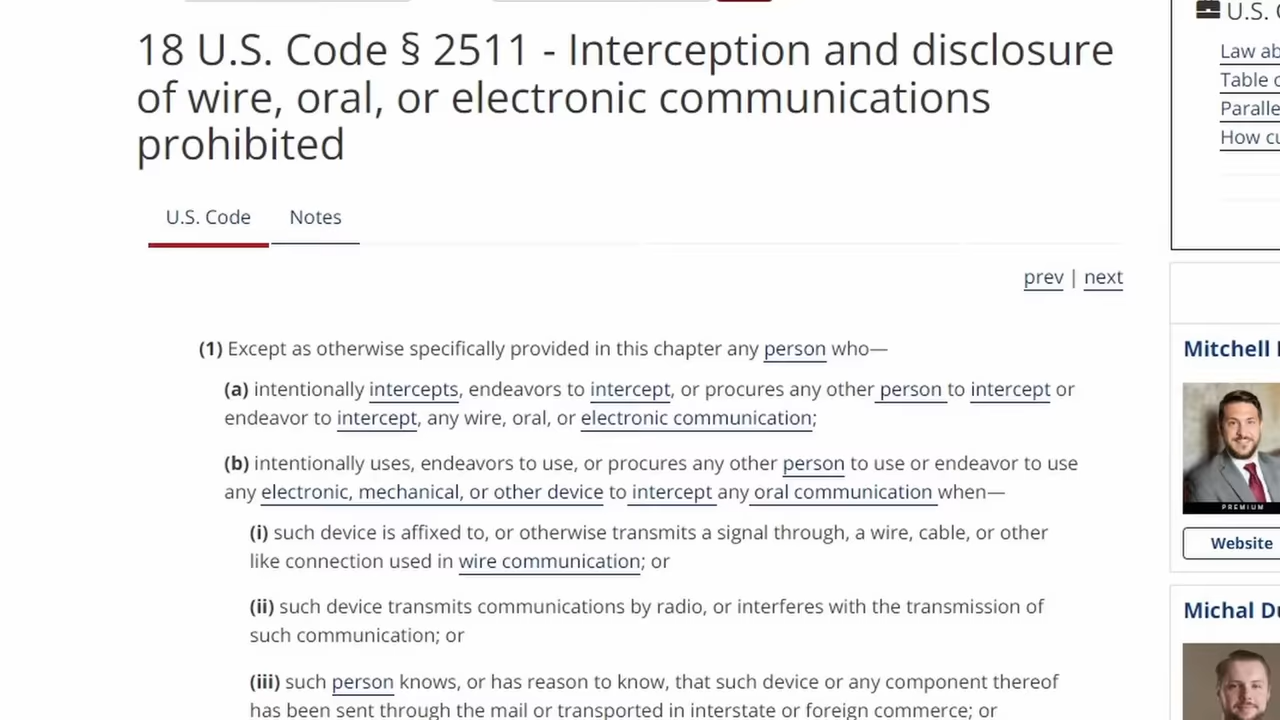 18 U.S. Code § 2511 - Interception and disclosure
of wire, oral, or electronic communications
prohibited
U.S. Code Notes
prev | next
(1) Except as otherwise specifically provided in this chapter any person who—
(a) intentionally intercepts, endeavors to intercept, or procures any other person to intercept or
endeavor to intercept, any wire, oral, or electronic communication;
(b) intentionally uses, endeavors to use, or procures any other person to use or endeavor to use
any electronic, mechanical, or other device to intercept any oral communication when—
(i) such device is affixed to, or otherwise transmits a signal through, a wire, cable, or other
like connection used in wire communication; or
(ii) such device transmits communications by radio, or interferes with the transmission of
such communication; or
(iii) such person knows, or has reason to know, that such device or any component thereof
has been sent through the mail or transported in interstate or foreign commerce; or
U.S.
Law
Table
How
Mitchell
PREMIUM
Website
Michal